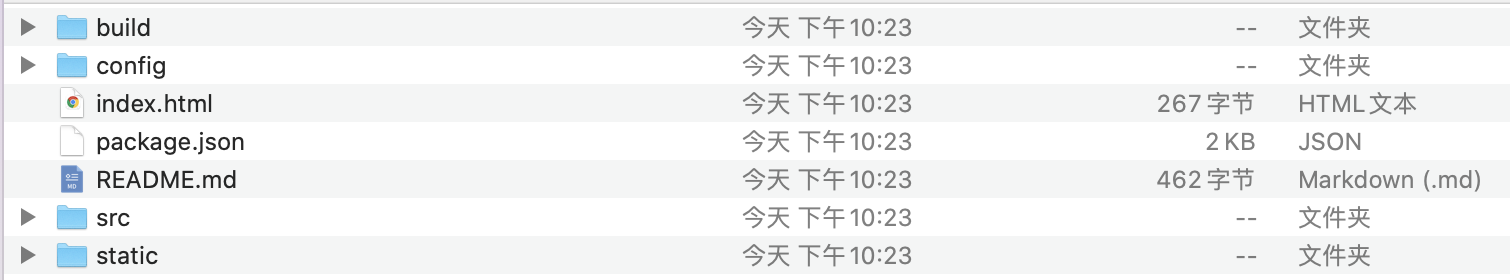 build 今天 下午10:23 -- 文件夹
config 今天 下午10:23 -- 文件夹
index.html 今天 下午10:23 267 字节 HTML文本
package.json 今天 下午10:23 2 KB JSON
README.md 今天 下午10:23 462 字节 Markdown (.md)
src 今天 下午10:23 -- 文件夹
static 今天 下午10:23 -- 文件夹